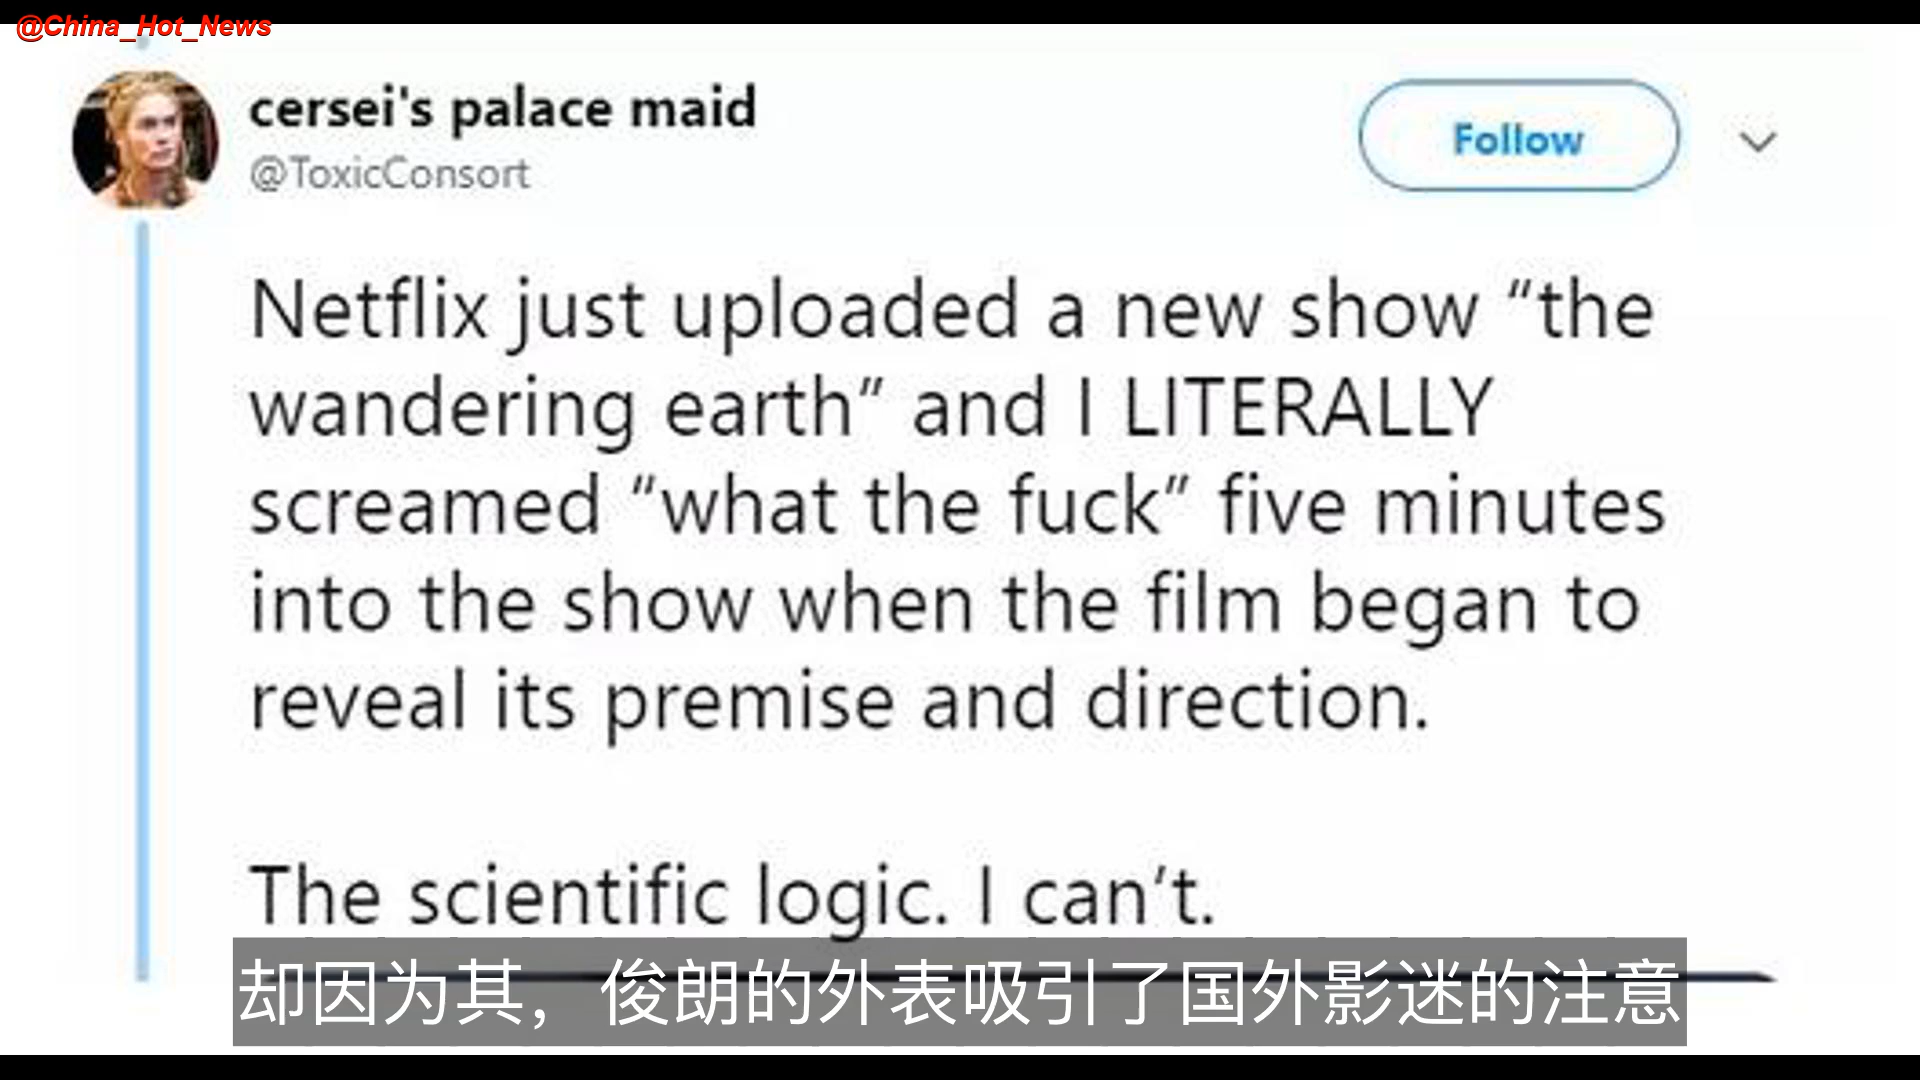 @China_Hot_News
cersei's palace maid
@ToxicConsort
Follow
Netflix just uploaded a new show “the
wandering earth” and I LITERALLY
screamed “what the fuck” five minutes
into the show when the film began to
reveal its premise and direction.
The scientific logic. I can’t.
却因为其，俊朗的外表吸引了国外影迷的注意